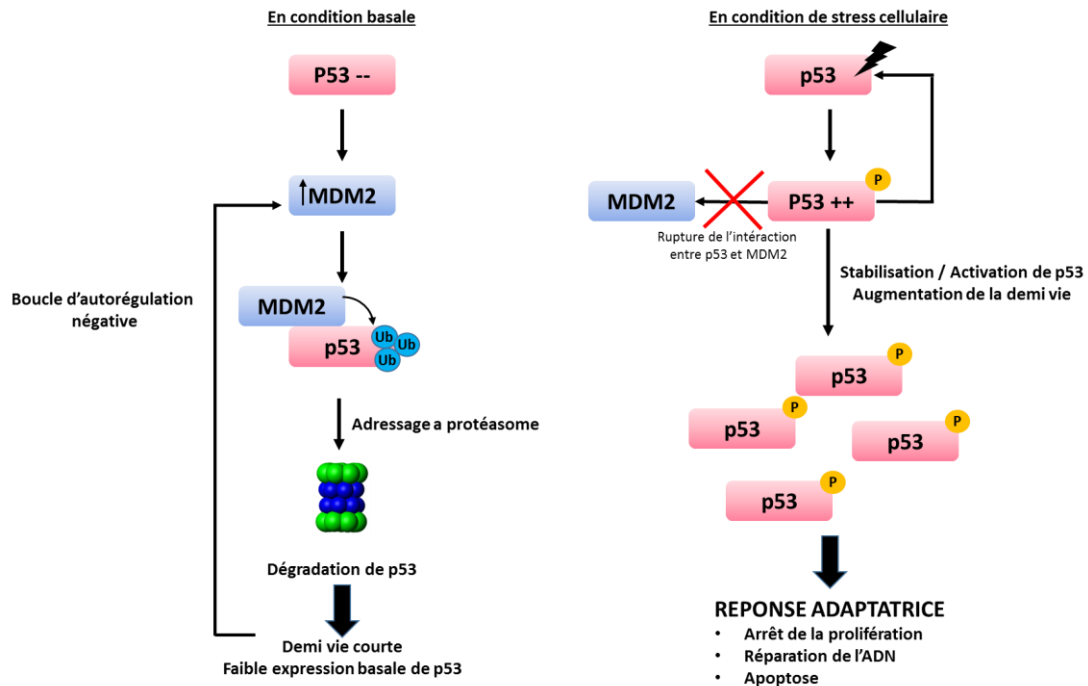 En condition basale
P53 --
MDM2
MDM2
p53
Ub
Ub
Ub
Boucle d'autorégulation
négative
Adressage a protéasome
Dégradation de p53
Demi vie courte
Faible expression basale de p53
En condition de stress cellulaire
p53
P
MDM2
P53 ++
Rupture de l'intéraction
entre p53 et MDM2
Stabilisation / Activation de p53
Augmentation de la demi vie
P
p53
P
p53
P
p53
P
p53
REPONSE ADAPTATRICE
• Arrêt de la prolifération
• Réparation de l'ADN
• Apoptose